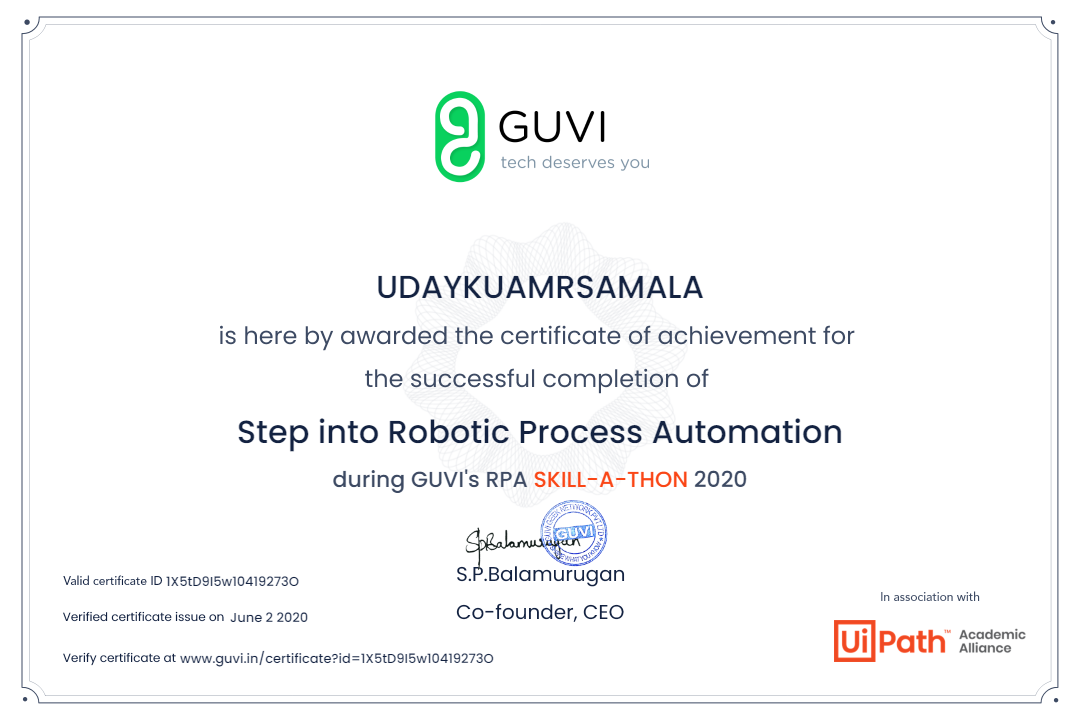 GUVI
tech deserves you
UDAYKUAMRSAMALA
is here by awarded the certificate of achievement for
the successful completion of
Step into Robotic Process Automation
during GUVI's RPA SKILL-A-THON 2020
GUVI
SPBalamurugan
S.P.Balamurugan
Co-founder, CEO
Valid certificate ID 1X5tD9I5w10419273O
Verified certificate issue on June 2 2020
Verify certificate at www.guvi.in/certificate?id=1X5tD9I5w10419273O
In association with
UiPath™ Academic Alliance